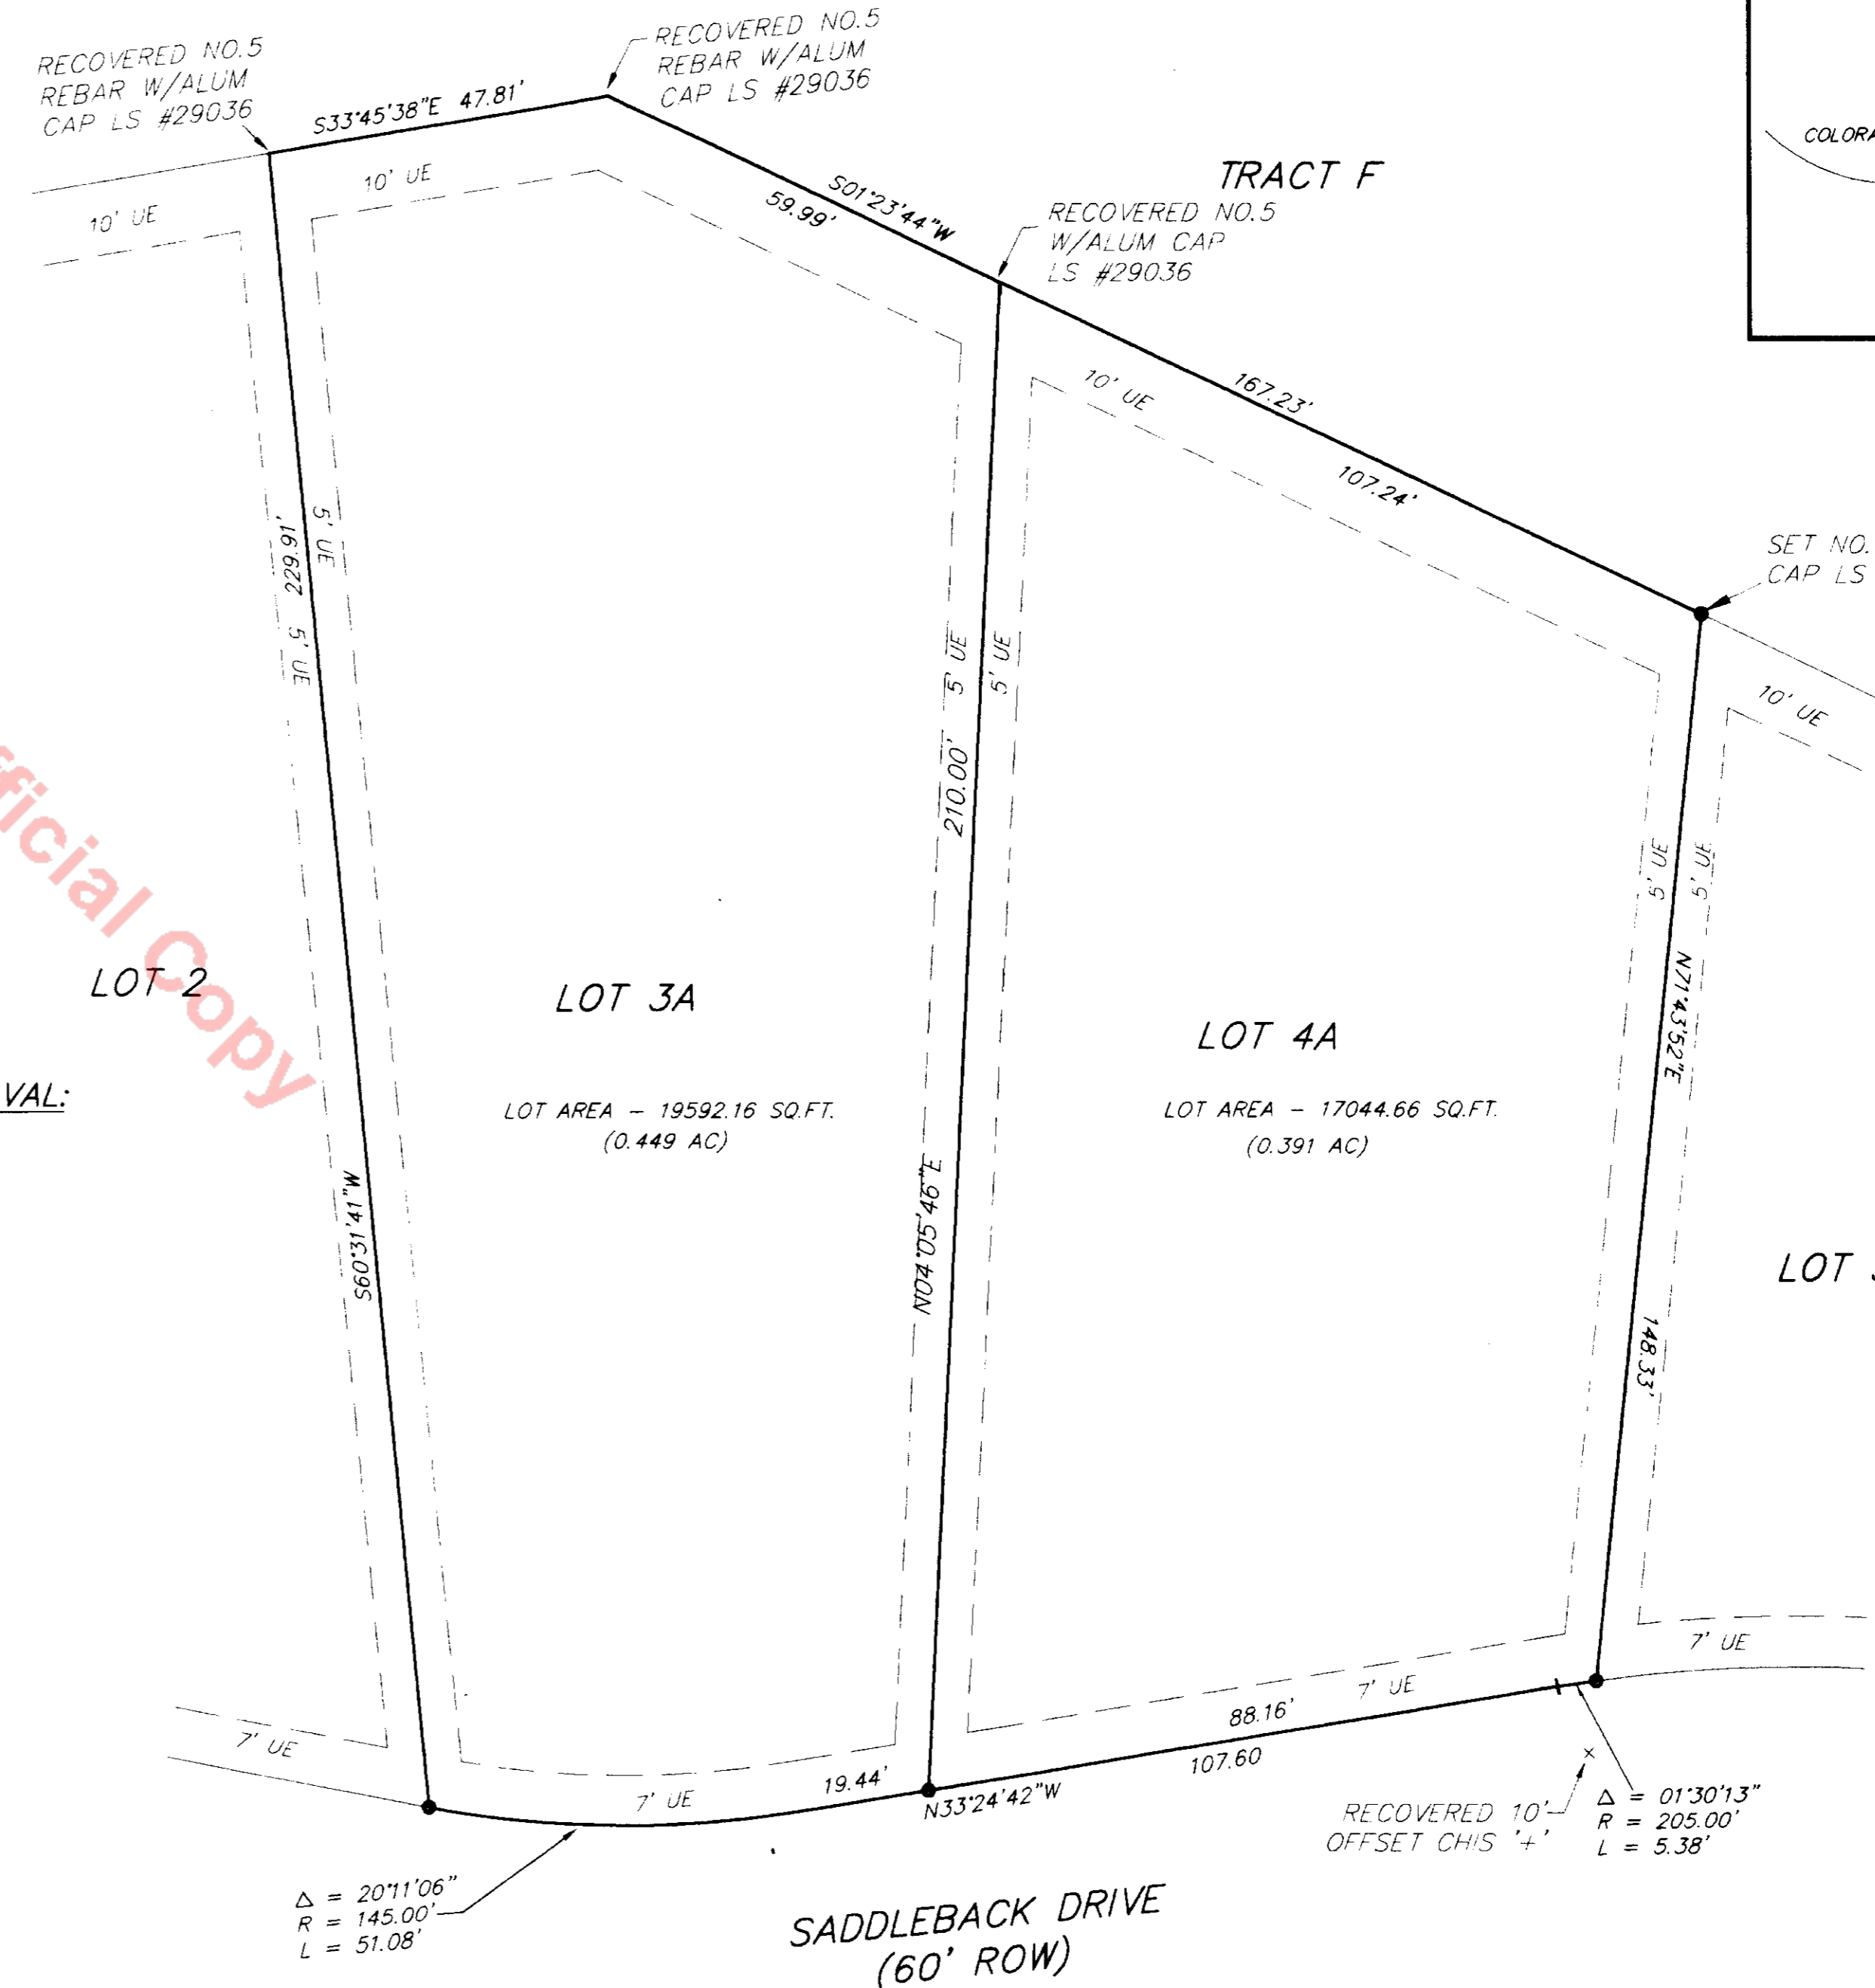 RECOVERED NO.5
REBAR W/ALUM
CAP LS #29036
RECOVERED NO.5
REBAR W/ALUM
CAP LS #29036
S33°45'38"E 47.81'
10' UE
10' UE
S01°23'44"W
59.99'
TRACT F
RECOVERED NO.5
W/ALUM CAP
LS #29036
10' UE
167.23'
107.24'
SET NO.
CAP LS
10' UE
229.91'
5' UE
5' UE
5' UE
5' UE
210.00'
5' UE
5' UE
N71°43'52"E
148.33'
LOT 2
LOT 3A
LOT AREA – 19592.16 SQ.FT.
(0.449 AC)
LOT 4A
LOT AREA – 17044.66 SQ.FT.
(0.391 AC)
VAL:
S60°31'41"W
N04°05'46"E
LOT
7' UE
7' UE
7' UE
7' UE
88.16'
107.60
19.44'
N33°24'42"W
RECOVERED 10'
OFFSET CHIS '+'
Δ = 01°30'13"
R = 205.00'
L = 5.38'
Δ = 20°11'06"
R = 145.00'
L = 51.08'
SADDLEBACK DRIVE
(60' ROW)
ficial Copy